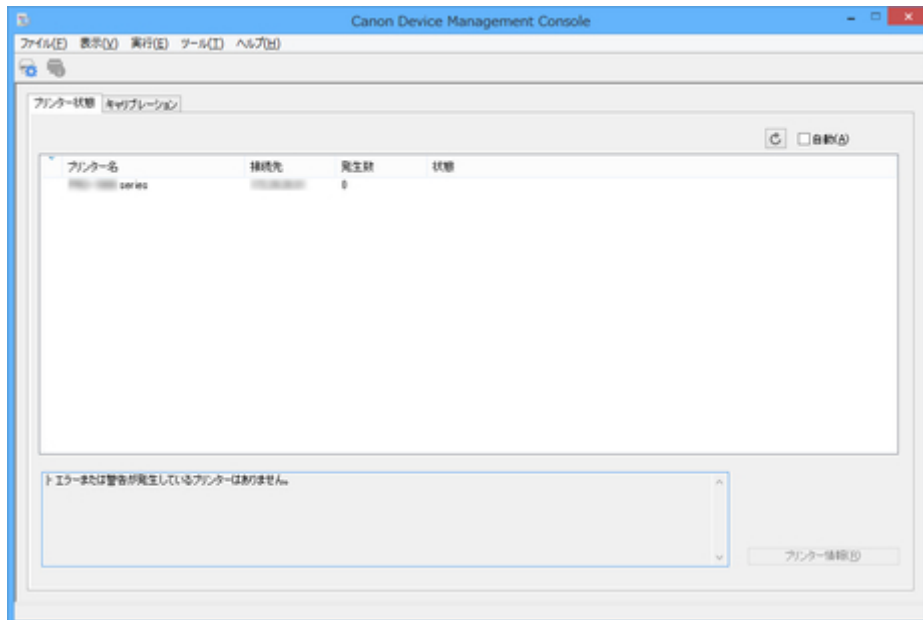 Canon Device Management Console
ファイル(F) 表示(V) 実行(E) ツール(T) ヘルプ(H)
プリンター状態 キャリブレーション
自動(A)
プリンター名 接続先 発生数 状態
series 0
エラーまたは警告が発生しているプリンターはありません。
プリンター情報(R)